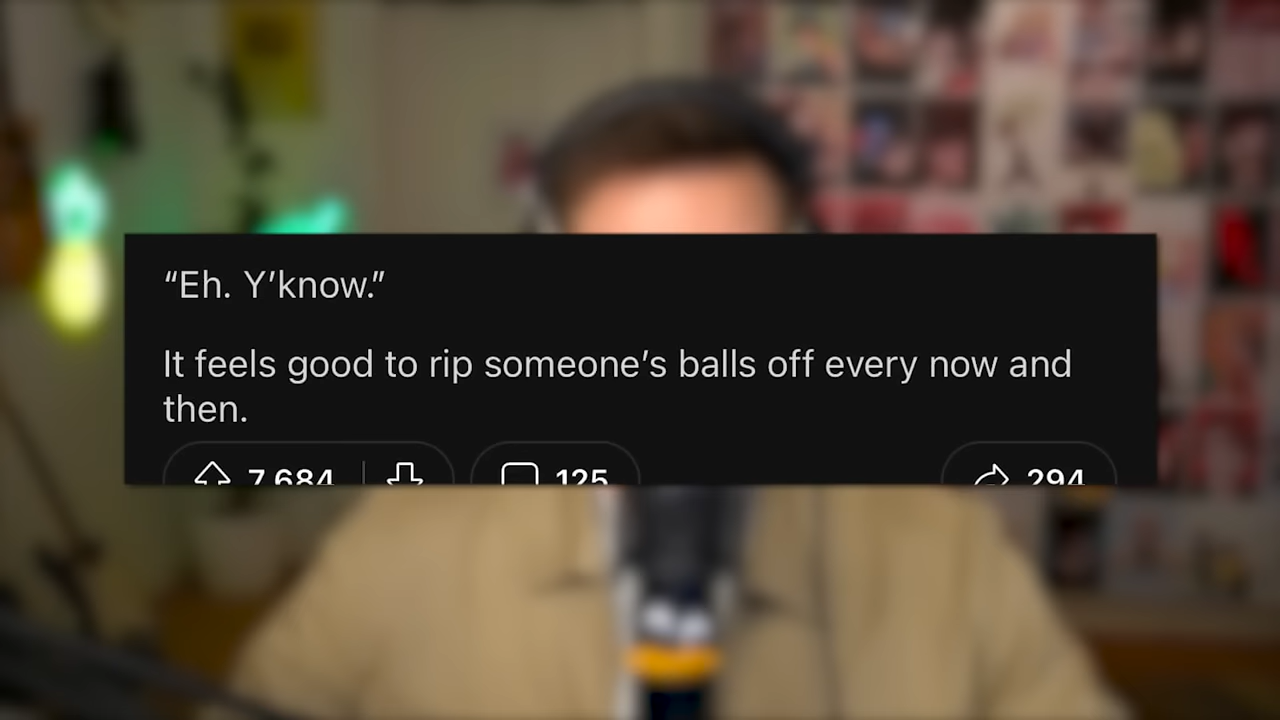 “Eh. Y’know.”
It feels good to rip someone’s balls off every now and
then.
7,684 125 294